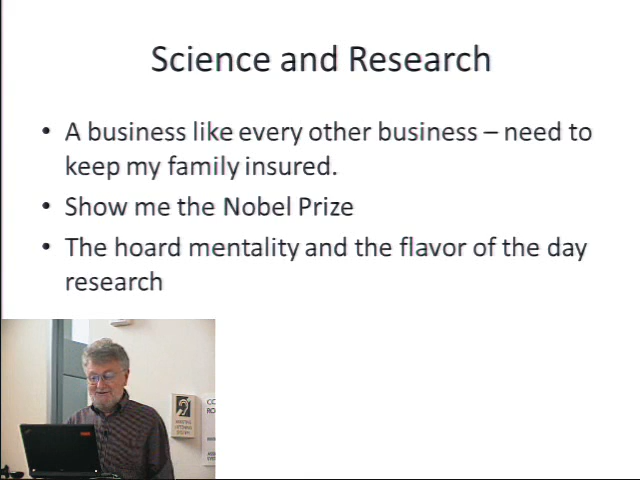 Science and Research
• A business like every other business – need to
keep my family insured.
• Show me the Nobel Prize
• The hoard mentality and the flavor of the day
research